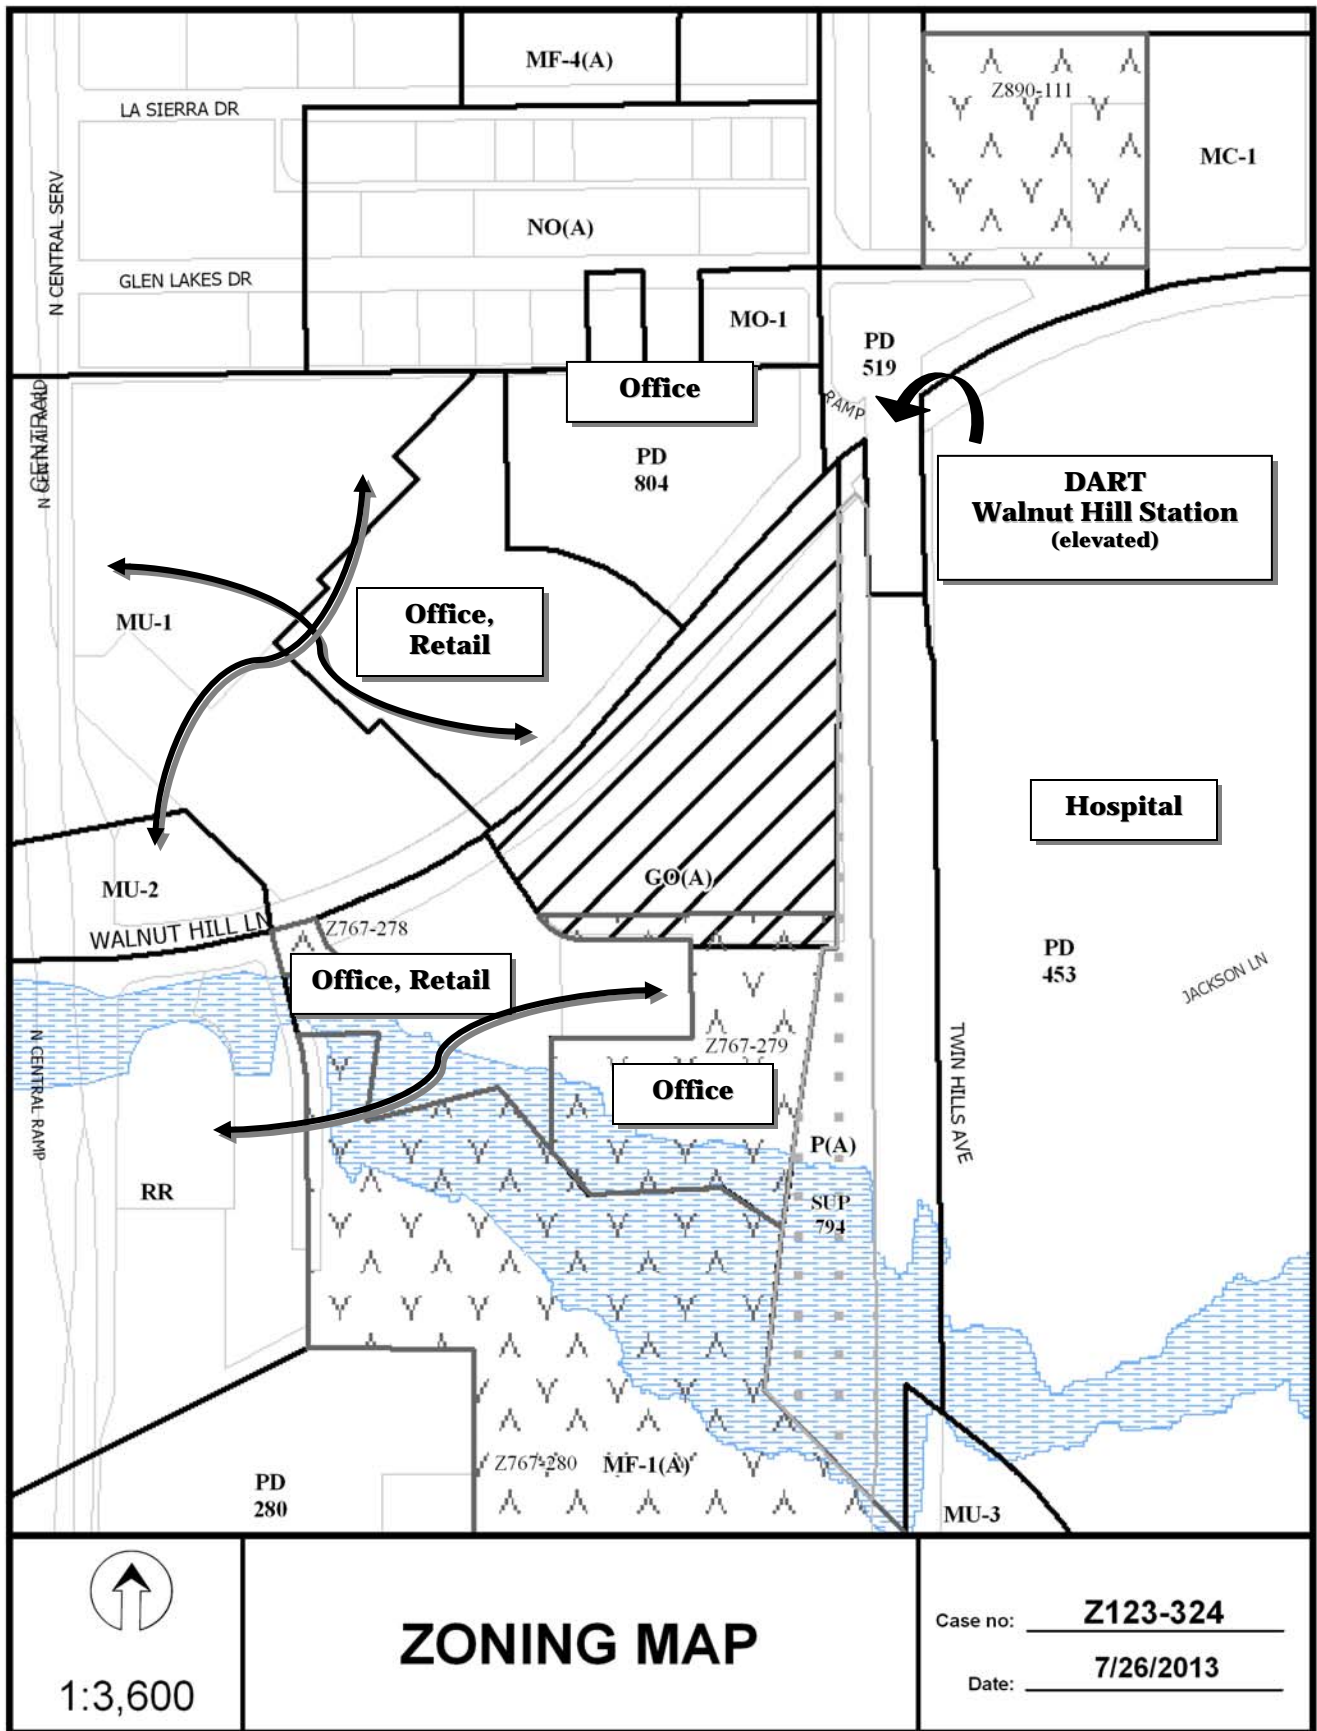 MF-4(A)
LA SIERRA DR
Z890-111
MC-1
N CENTRAL SERV
NO(A)
GLEN LAKES DR
MO-1
PD
519
Office
RAMP
PD
804
DART
Walnut Hill Station
(elevated)
MU-1
Office,
Retail
Hospital
GO(A)
MU-2
WALNUT HILL LN
Z767-278
Office, Retail
PD
453
JACKSON LN
N CENTRAL RAMP
Z767-279
TWIN HILLS AVE
Office
P(A)
RR
SUP
794
Z767-280
MF-1(A)
PD
280
MU-3
1:3,600
ZONING MAP
Case no: Z123-324
Date: 7/26/2013